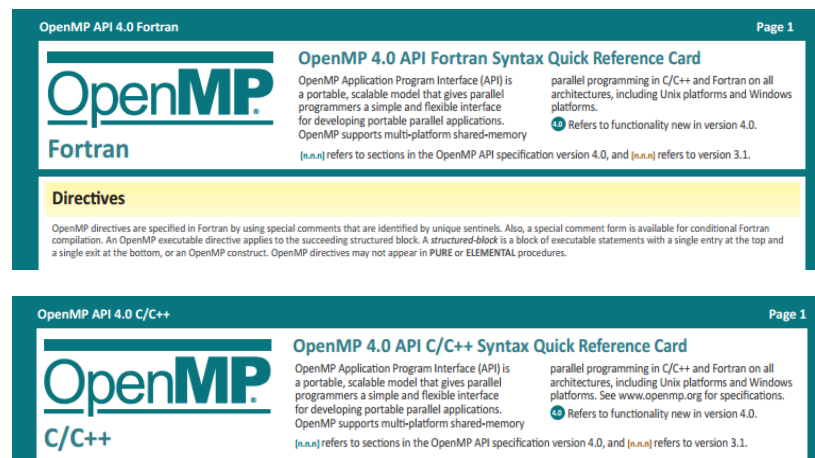 OpenMP API 4.0 Fortran
Page 1
OpenMP
Fortran
OpenMP 4.0 API Fortran Syntax Quick Reference Card
OpenMP Application Program Interface (API) is
a portable, scalable model that gives parallel
programmers a simple and flexible interface
for developing portable parallel applications.
OpenMP supports multi-platform shared-memory
parallel programming in C/C++ and Fortran on all
architectures, including Unix platforms and Windows
platforms.
4.0 Refers to functionality new in version 4.0.
[n.n.n] refers to sections in the OpenMP API specification version 4.0, and [n.n.n] refers to version 3.1.
Directives
OpenMP directives are specified in Fortran by using special comments that are identified by unique sentinels. Also, a special comment form is available for conditional Fortran
compilation. An OpenMP executable directive applies to the succeeding structured block. A structured-block is a block of executable statements with a single entry at the top and
a single exit at the bottom, or an OpenMP construct. OpenMP directives may not appear in PURE or ELEMENTAL procedures.
OpenMP API 4.0 C/C++
Page 1
OpenMP
C/C++
OpenMP 4.0 API C/C++ Syntax Quick Reference Card
OpenMP Application Program Interface (API) is
a portable, scalable model that gives parallel
programmers a simple and flexible interface
for developing portable parallel applications.
OpenMP supports multi-platform shared-memory
parallel programming in C/C++ and Fortran on all
architectures, including Unix platforms and Windows
platforms. See www.openmp.org for specifications.
4.0 Refers to functionality new in version 4.0.
[n.n.n] refers to sections in the OpenMP API specification version 4.0, and [n.n.n] refers to version 3.1.